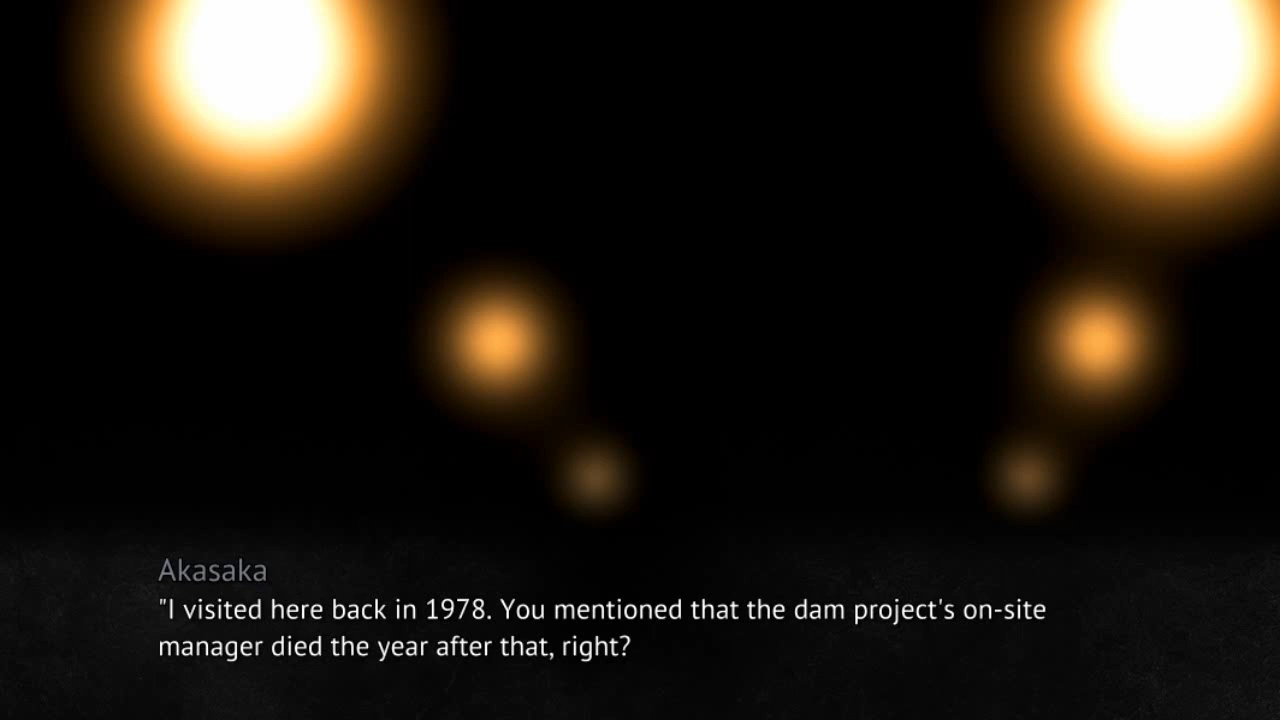 Akasaka
"I visited here back in 1978. You mentioned that the dam project's on-site
manager died the year after that, right?